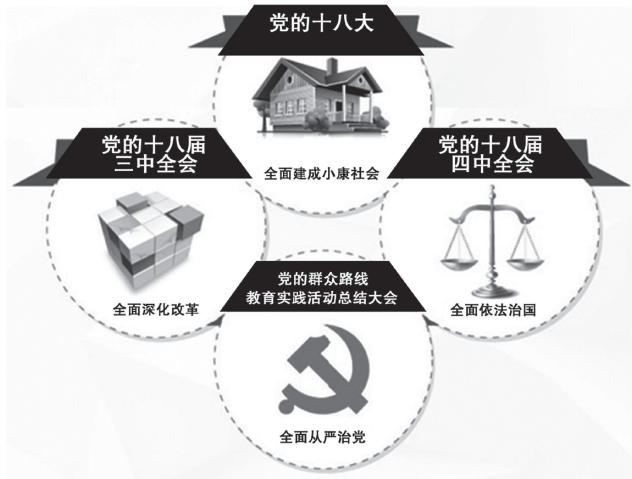 党的十八大
全面建成小康社会
党的十八届
三中全会
全面深化改革
党的十八届
四中全会
全面依法治国
党的群众路线
教育实践活动总结大会
全面从严治党